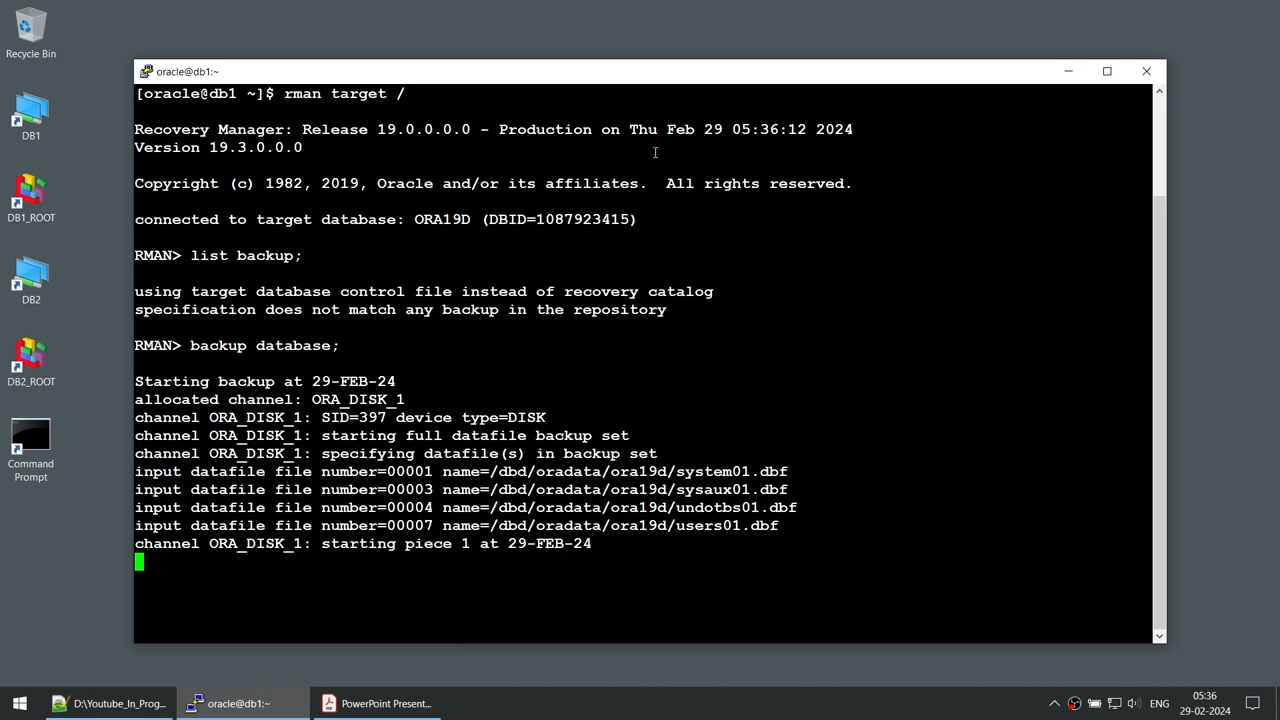 Recycle Bin
DB1
DB1_ROOT
DB2
DB2_ROOT
Command
Prompt
oracle@db1:~
[oracle@db1 ~]$ rman target /
Recovery Manager: Release 19.0.0.0.0 - Production on Thu Feb 29 05:36:12 2024
Version 19.3.0.0.0
Copyright (c) 1982, 2019, Oracle and/or its affiliates.  All rights reserved.
connected to target database: ORA19D (DBID=1087923415)
RMAN> list backup;
using target database control file instead of recovery catalog
specification does not match any backup in the repository
RMAN> backup database;
Starting backup at 29-FEB-24
allocated channel: ORA_DISK_1
channel ORA_DISK_1: SID=397 device type=DISK
channel ORA_DISK_1: starting full datafile backup set
channel ORA_DISK_1: specifying datafile(s) in backup set
input datafile file number=00001 name=/dbd/oradata/ora19d/system01.dbf
input datafile file number=00003 name=/dbd/oradata/ora19d/sysaux01.dbf
input datafile file number=00004 name=/dbd/oradata/ora19d/undotbs01.dbf
input datafile file number=00007 name=/dbd/oradata/ora19d/users01.dbf
channel ORA_DISK_1: starting piece 1 at 29-FEB-24
D:\Youtube_In_Prog...
oracle@db1:~
PowerPoint Present...
ENG
05:36
29-02-2024